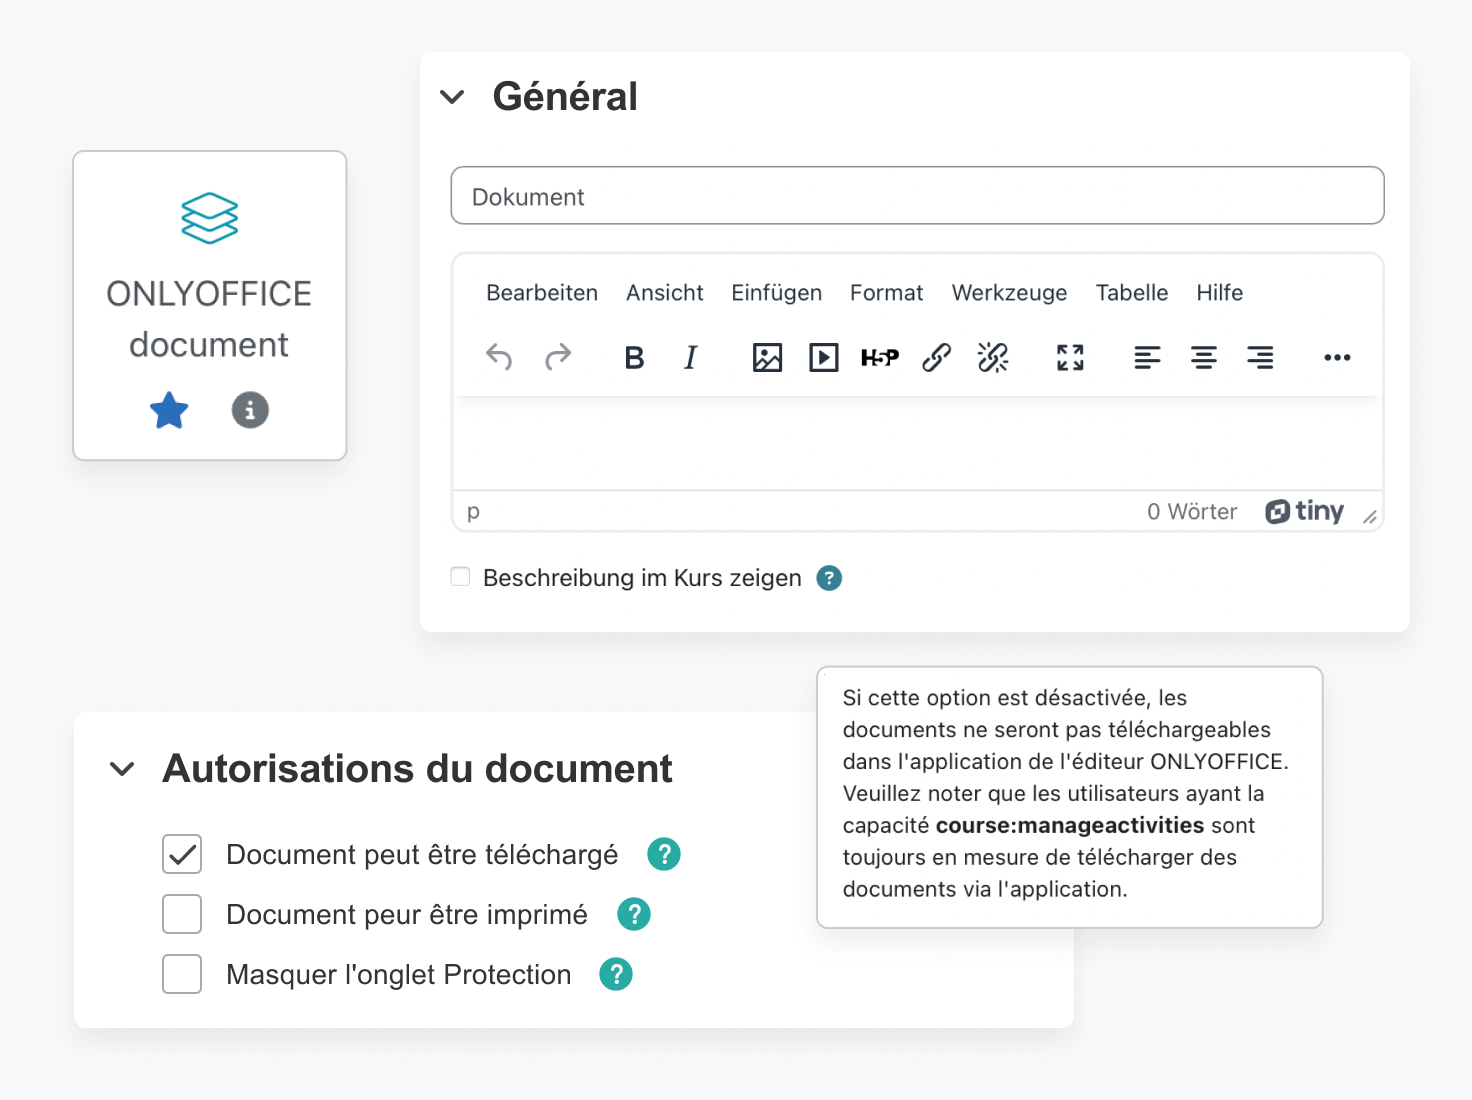 Général
ONLYOFFICE
document
Dokument
Bearbeiten Ansicht Einfügen Format Werkzeuge Tabelle Hilfe
B I H5P
p 0 Wörter tiny
Beschreibung im Kurs zeigen ?
Si cette option est désactivée, les
documents ne seront pas téléchargeables
dans l'application de l'éditeur ONLYOFFICE.
Veuillez noter que les utilisateurs ayant la
capacité course:manageactivities sont
toujours en mesure de télécharger des
documents via l'application.
Autorisations du document
Document peut être téléchargé ?
Document peur être imprimé ?
Masquer l'onglet Protection ?